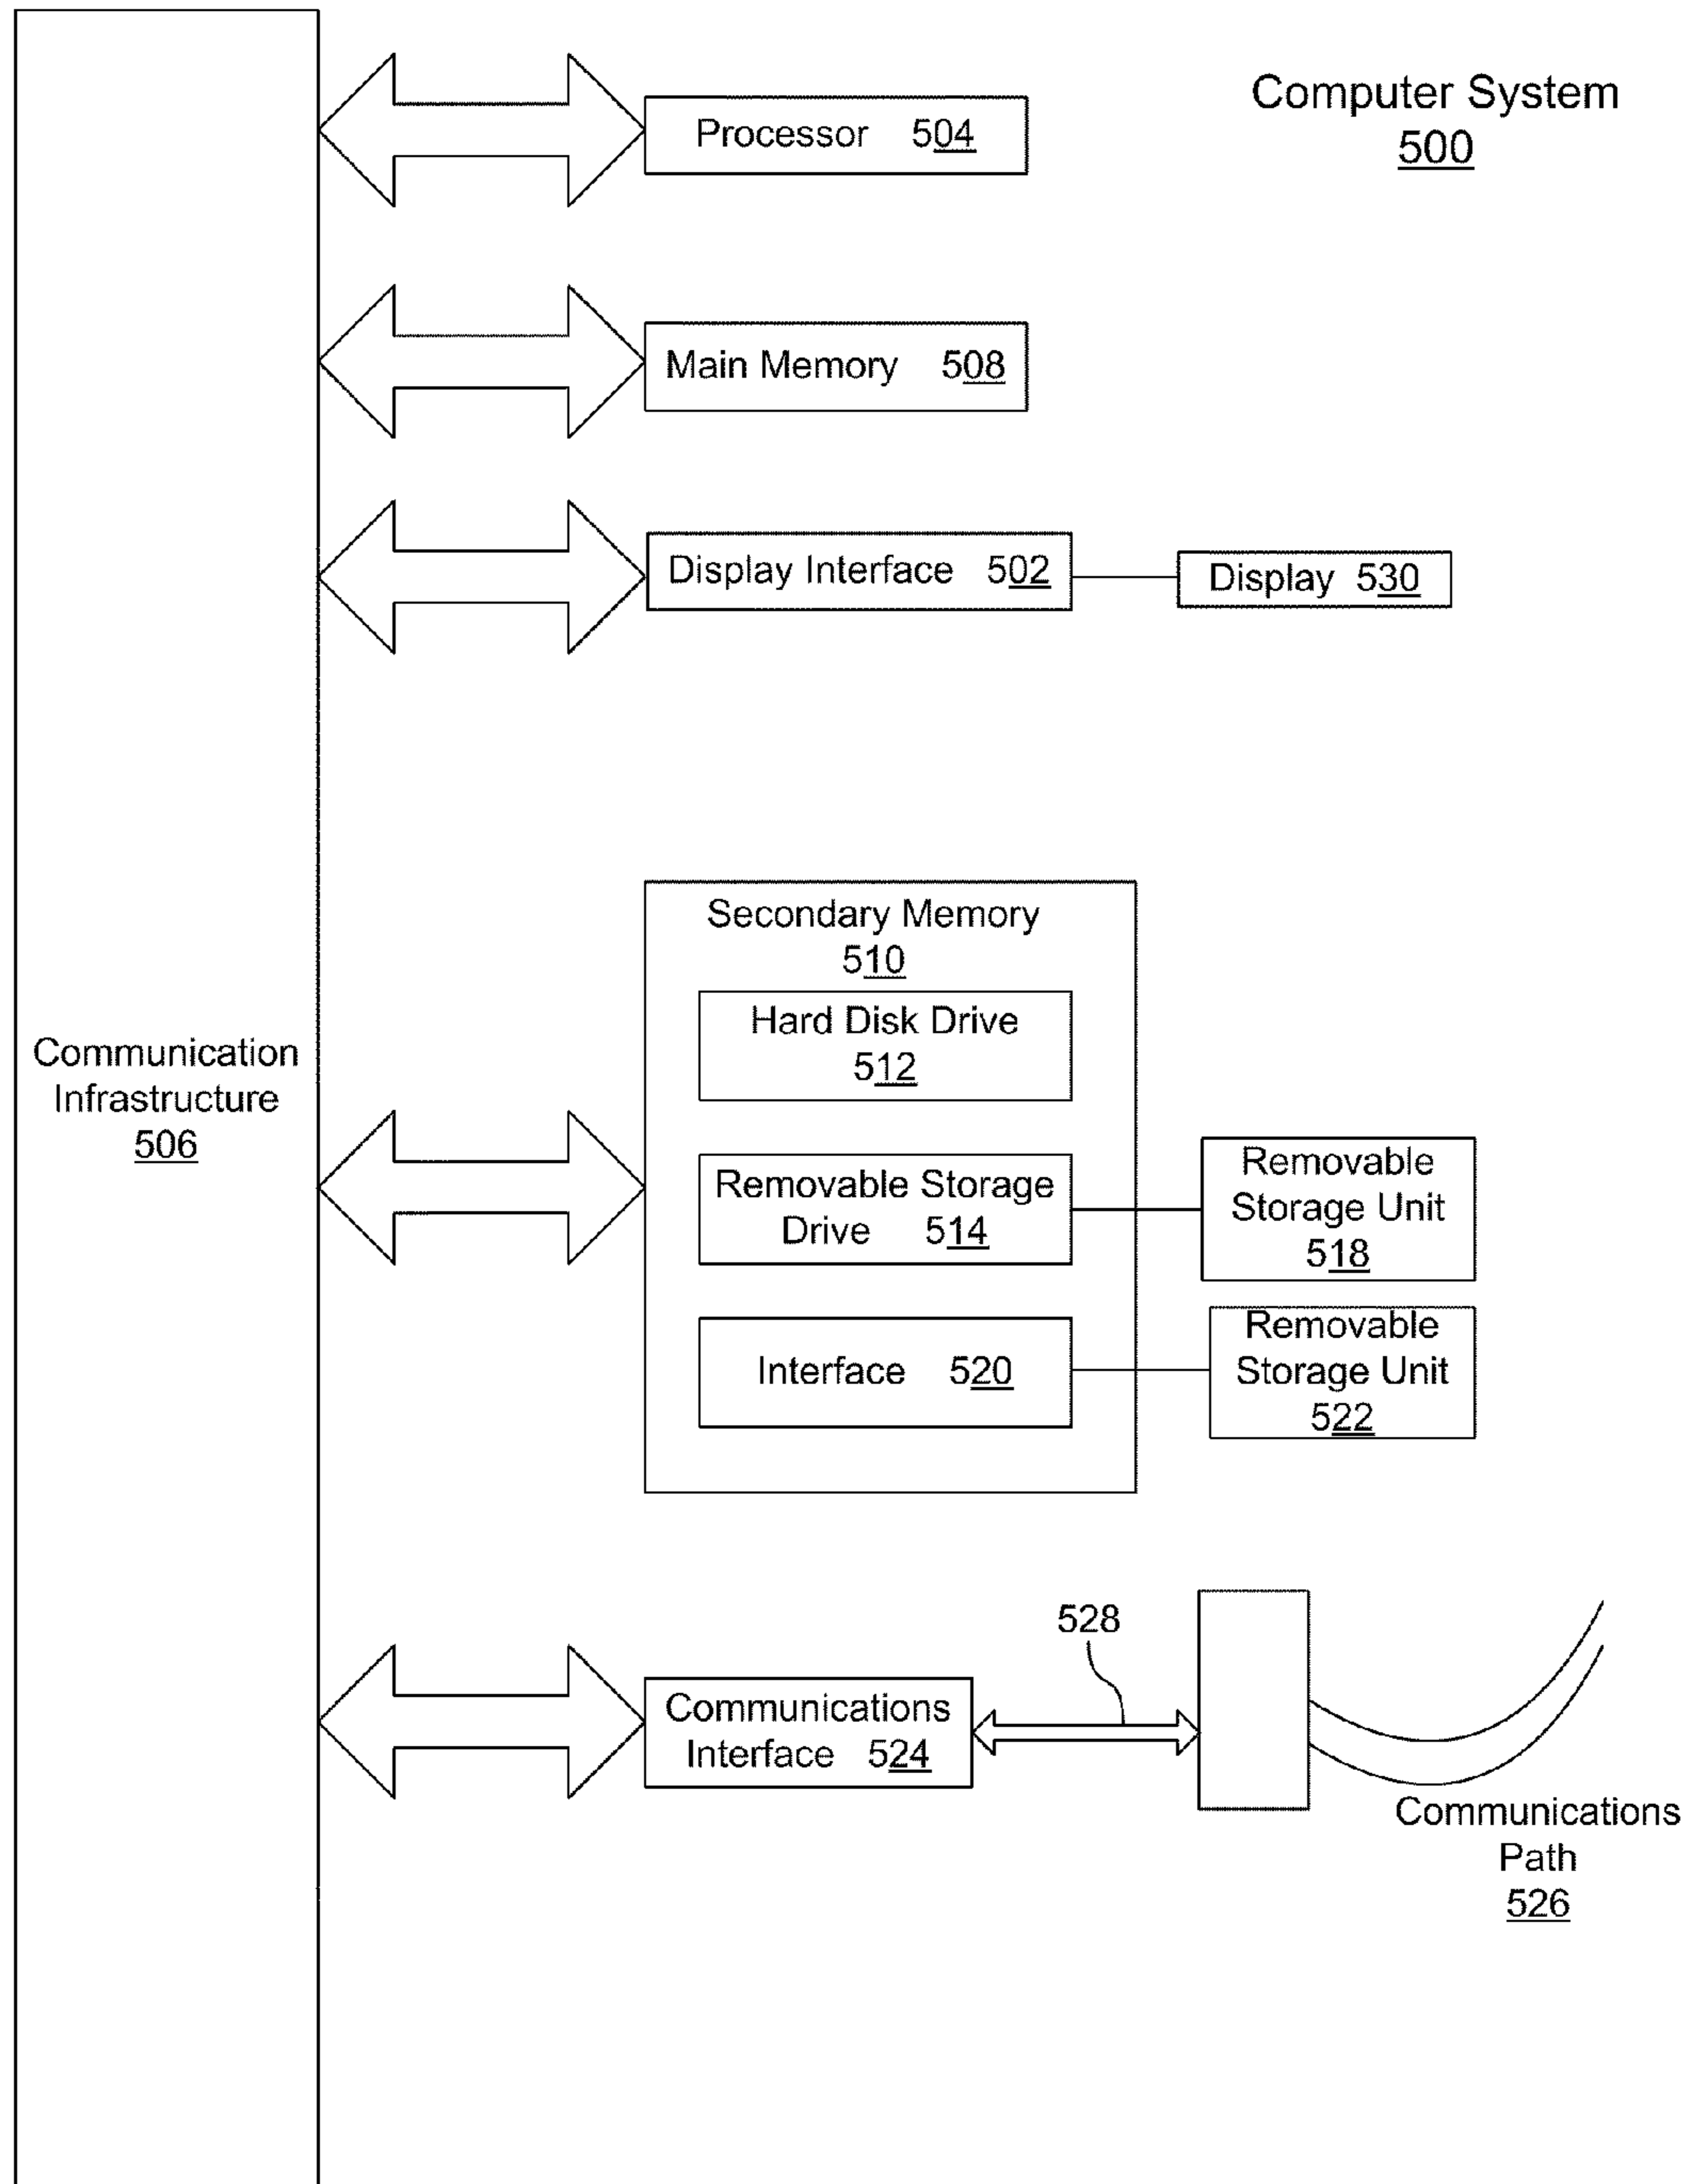 Computer System
500
Processor 504
Main Memory 508
Display Interface 502
Display 530
Communication
Infrastructure
506
Secondary Memory
510
Hard Disk Drive
512
Removable Storage
Drive 514
Removable
Storage Unit
518
Interface 520
Removable
Storage Unit
522
Communications
Interface 524
528
Communications
Path
526